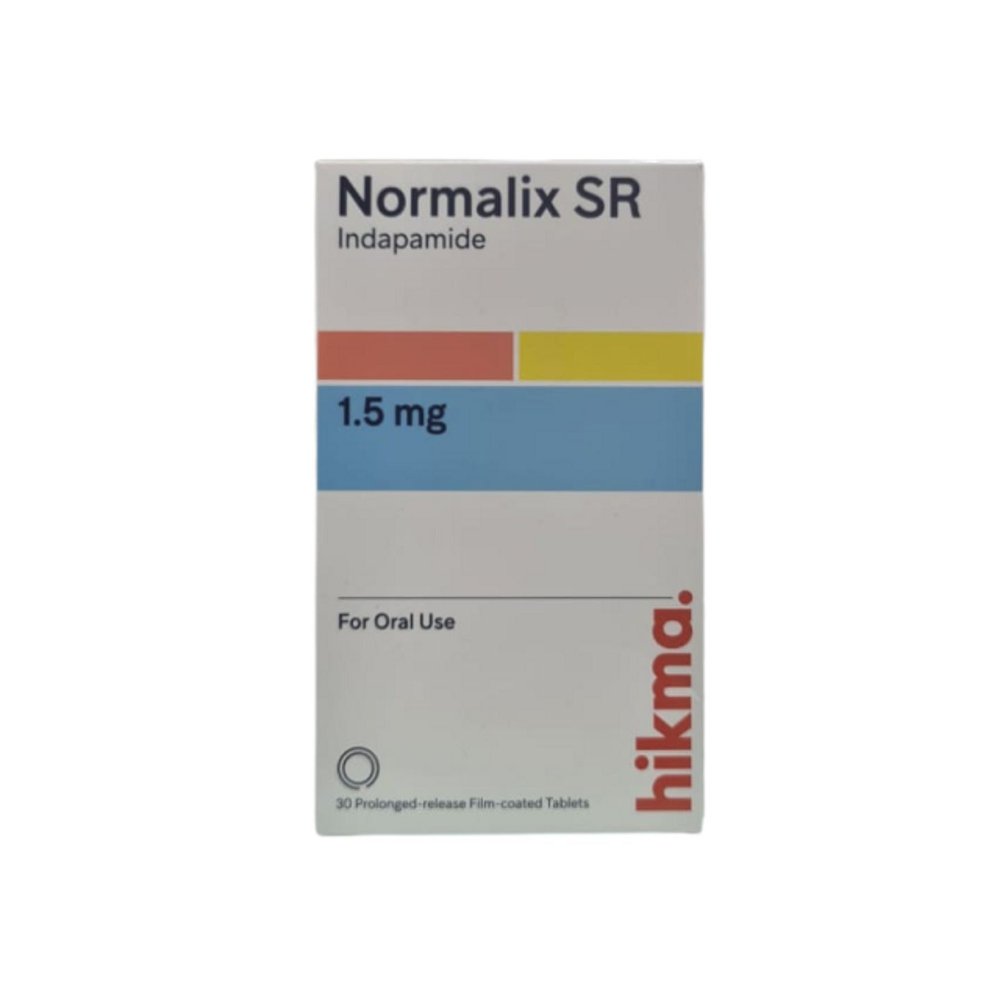 Normalix SR
Indapamide
1.5 mg
For Oral Use
hikma.
30 Prolonged-release Film-coated Tablets